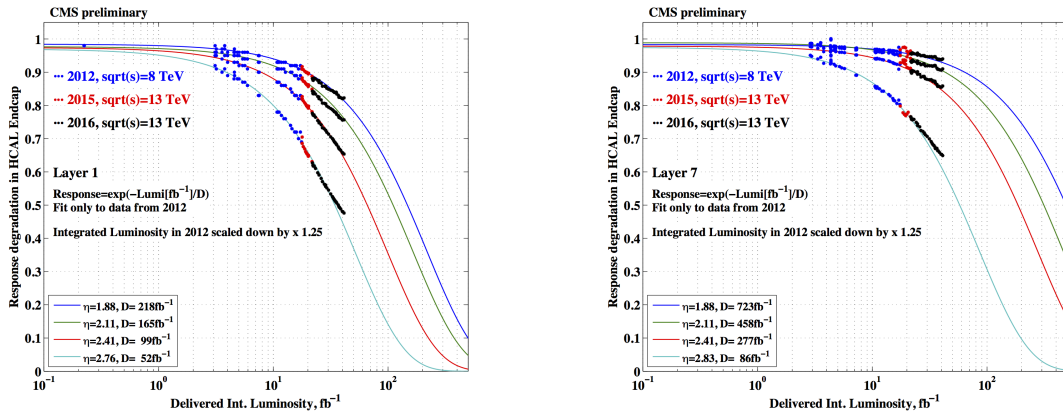 CMS preliminary
Response degradation in HCAL Endcap
1
0.9
0.8
0.7
0.6
0.5
0.4
0.3
0.2
0.1
0
••• 2012, sqrt(s)=8 TeV
••• 2015, sqrt(s)=13 TeV
••• 2016, sqrt(s)=13 TeV
Layer 1
Response=exp(−Lumi[fb⁻¹]/D)
Fit only to data from 2012
Integrated Luminosity in 2012 scaled down by x 1.25
η=1.88, D= 218fb⁻¹
η=2.11, D= 165fb⁻¹
η=2.41, D= 99fb⁻¹
η=2.76, D= 52fb⁻¹
10⁻¹ 10⁰ 10¹ 10²
Delivered Int. Luminosity, fb⁻¹
CMS preliminary
Response degradation in HCAL Endcap
1
0.9
0.8
0.7
0.6
0.5
0.4
0.3
0.2
0.1
0
••• 2012, sqrt(s)=8 TeV
••• 2015, sqrt(s)=13 TeV
••• 2016, sqrt(s)=13 TeV
Layer 7
Response=exp(−Lumi[fb⁻¹]/D)
Fit only to data from 2012
Integrated Luminosity in 2012 scaled down by x 1.25
η=1.88, D= 723fb⁻¹
η=2.11, D= 458fb⁻¹
η=2.41, D= 277fb⁻¹
η=2.83, D= 86fb⁻¹
10⁻¹ 10⁰ 10¹ 10²
Delivered Int. Luminosity, fb⁻¹